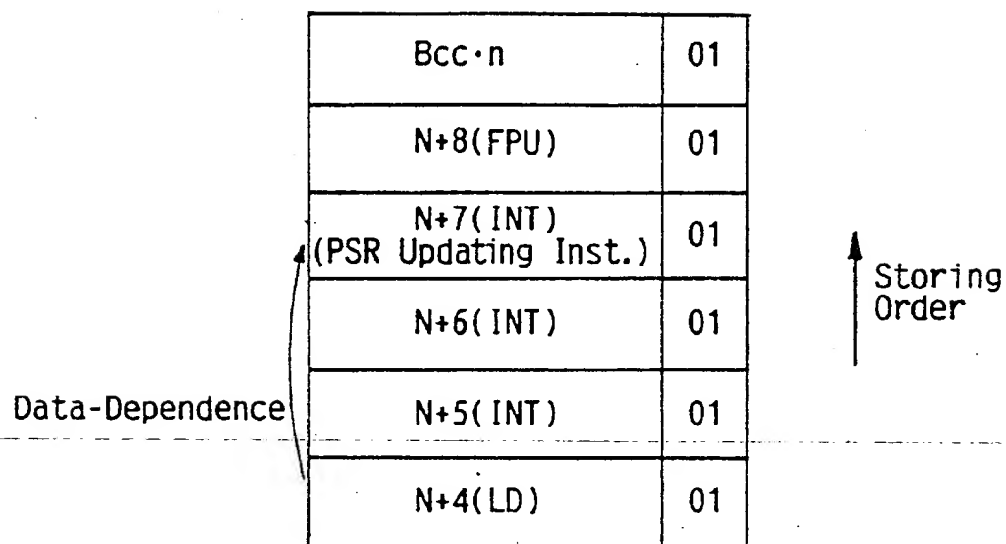 Bcc·n 01
N+8(FPU) 01
N+7(INT)
(PSR Updating Inst.) 01
N+6(INT) 01
N+5(INT) 01
N+4(LD) 01
Data-Dependence
Storing
Order